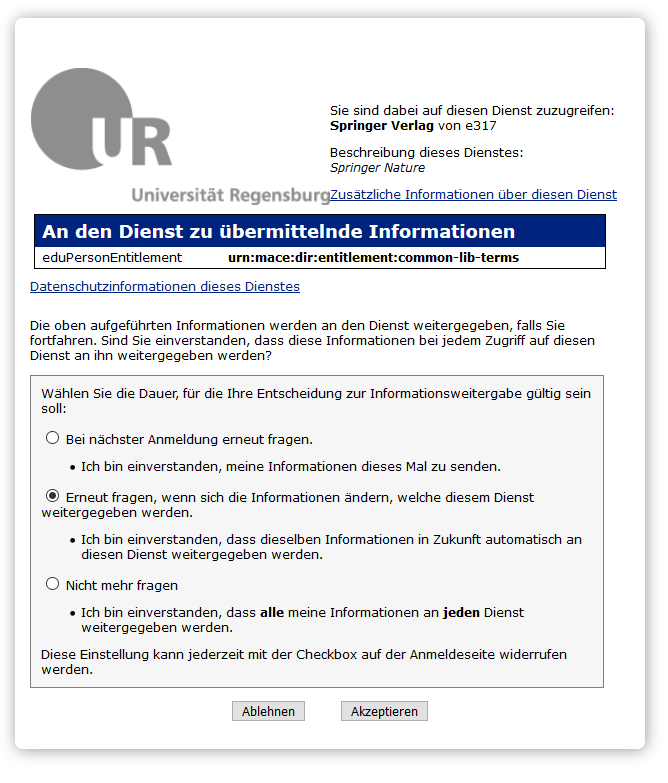 UR
Universität Regensburg
Sie sind dabei auf diesen Dienst zuzugreifen:
Springer Verlag von e317
Beschreibung dieses Dienstes:
Springer Nature
Zusätzliche Informationen über diesen Dienst
An den Dienst zu übermittelnde Informationen
eduPersonEntitlement urn:mace:dir:entitlement:common-lib-terms
Datenschutzinformationen dieses Dienstes
Die oben aufgeführten Informationen werden an den Dienst weitergegeben, falls Sie
fortfahren. Sind Sie einverstanden, dass diese Informationen bei jedem Zugriff auf diesen
Dienst an ihn weitergegeben werden?
Wählen Sie die Dauer, für die Ihre Entscheidung zur Informationsweitergabe gültig sein
soll:
Bei nächster Anmeldung erneut fragen.
• Ich bin einverstanden, meine Informationen dieses Mal zu senden.
Erneut fragen, wenn sich die Informationen ändern, welche diesem Dienst
weitergegeben werden.
• Ich bin einverstanden, dass dieselben Informationen in Zukunft automatisch an
diesen Dienst weitergegeben werden.
Nicht mehr fragen
• Ich bin einverstanden, dass alle meine Informationen an jeden Dienst
weitergegeben werden.
Diese Einstellung kann jederzeit mit der Checkbox auf der Anmeldeseite widerrufen
werden.
Ablehnen Akzeptieren